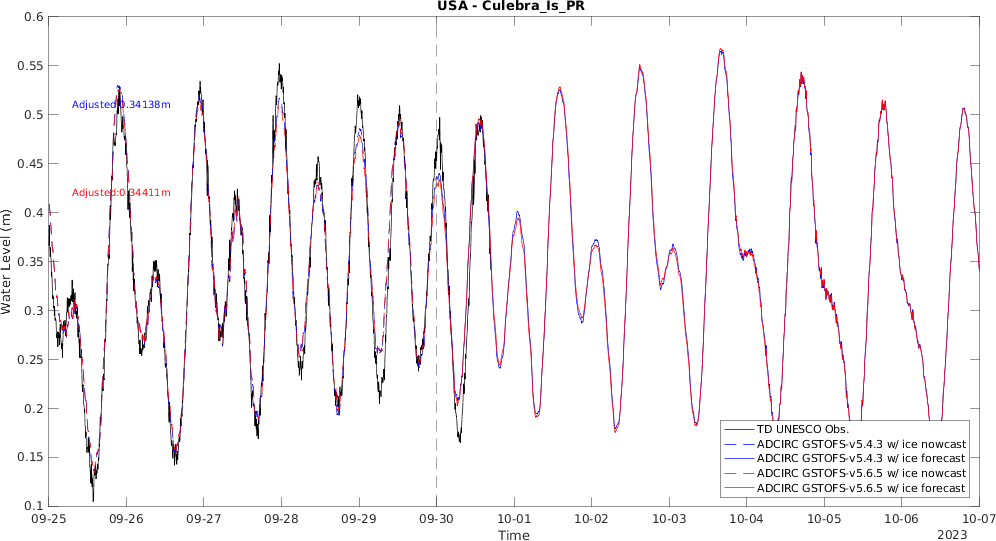 USA - Culebra_Is_PR
0.6
0.55
0.5
0.45
0.4
0.35
0.3
0.25
0.2
0.15
0.1
Water Level (m)
Adjusted:0.34138m
Adjusted:0.34411m
TD UNESCO Obs.
ADCIRC GSTOFS-v5.4.3 w/ ice nowcast
ADCIRC GSTOFS-v5.4.3 w/ ice forecast
ADCIRC GSTOFS-v5.6.5 w/ ice nowcast
ADCIRC GSTOFS-v5.6.5 w/ ice forecast
09-25 09-26 09-27 09-28 09-29 09-30 10-01 10-02 10-03 10-04 10-05 10-06 10-07
Time
2023